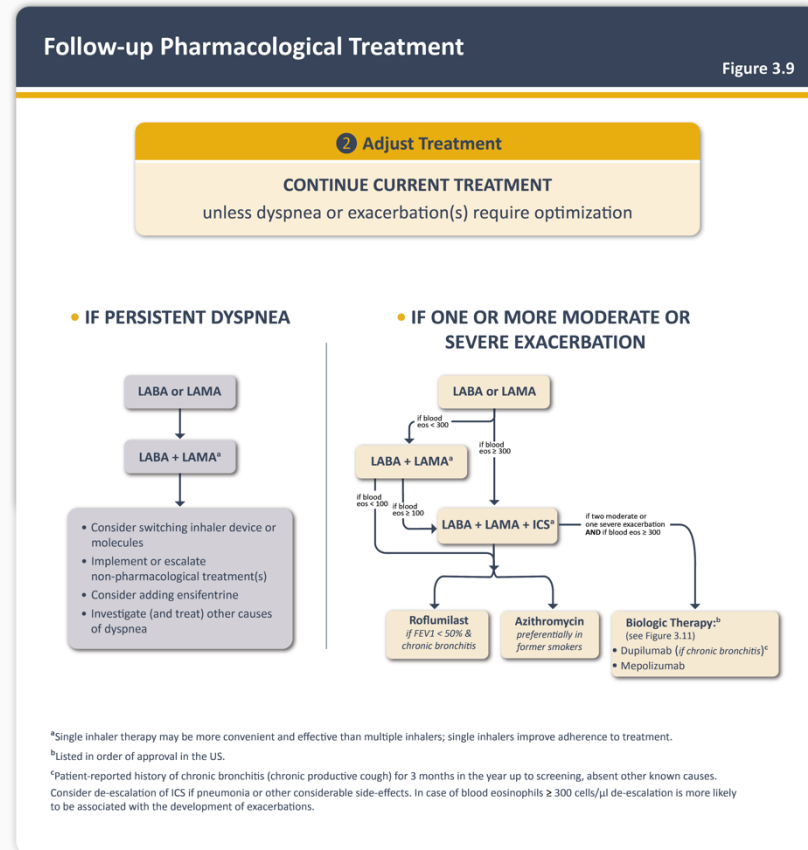 Follow-up Pharmacological Treatment
Figure 3.9
2 Adjust Treatment
CONTINUE CURRENT TREATMENT
unless dyspnea or exacerbation(s) require optimization
• IF PERSISTENT DYSPNEA
LABA or LAMA
LABA + LAMAᵃ
• Consider switching inhaler device or
molecules
• Implement or escalate
non-pharmacological treatment(s)
• Consider adding ensifentrine
• Investigate (and treat) other causes
of dyspnea
• IF ONE OR MORE MODERATE OR
SEVERE EXACERBATION
LABA or LAMA
if blood
eos < 300
if blood
eos ≥ 300
LABA + LAMAᵃ
if blood
eos < 100
if blood
eos ≥ 100
LABA + LAMA + ICSᵃ
if two moderate or
one severe exacerbation
AND if blood eos ≥ 300
Roflumilast
if FEV1 < 50% &
chronic bronchitis
Azithromycin
preferentially in
former smokers
Biologic Therapy:ᵇ
(see Figure 3.11)
• Dupilumab (if chronic bronchitis)ᶜ
• Mepolizumab
ᵃSingle inhaler therapy may be more convenient and effective than multiple inhalers; single inhalers improve adherence to treatment.
ᵇListed in order of approval in the US.
ᶜPatient-reported history of chronic bronchitis (chronic productive cough) for 3 months in the year up to screening, absent other known causes.
Consider de-escalation of ICS if pneumonia or other considerable side-effects. In case of blood eosinophils ≥ 300 cells/µl de-escalation is more likely
to be associated with the development of exacerbations.